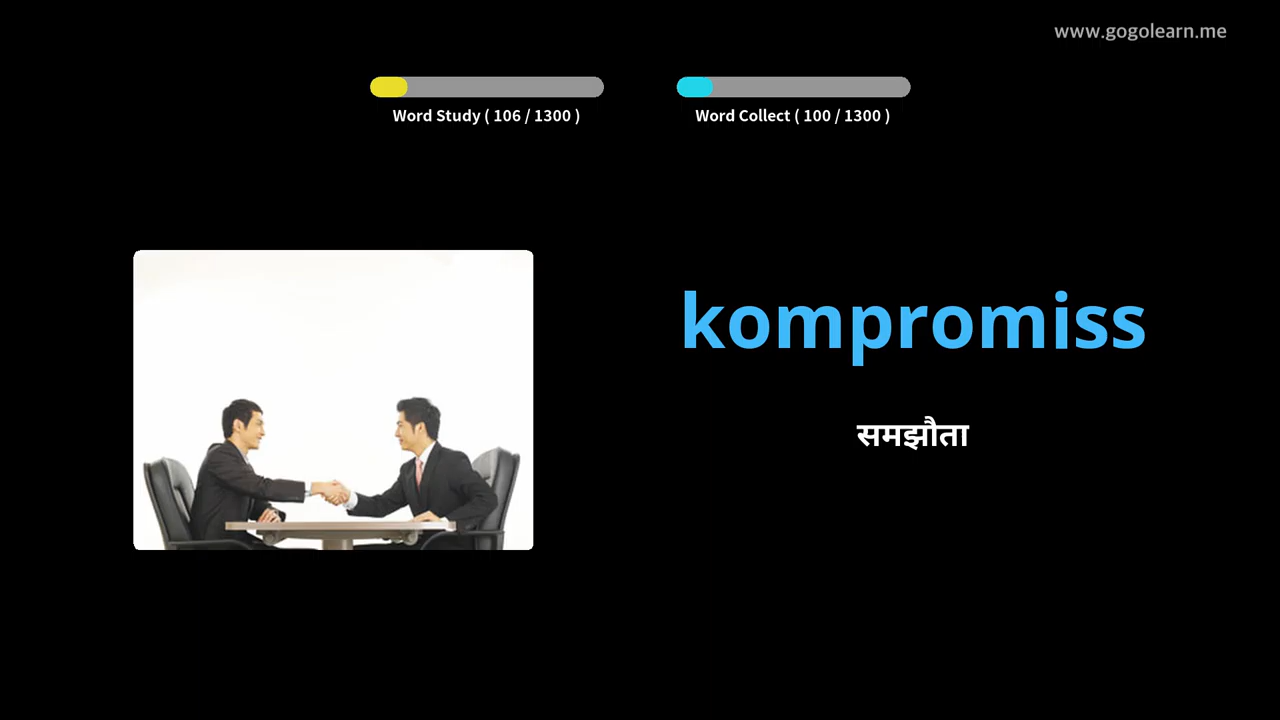 www.gogolearn.me
Word Study ( 106 / 1300 )
Word Collect ( 100 / 1300 )
kompromiss
समझौता